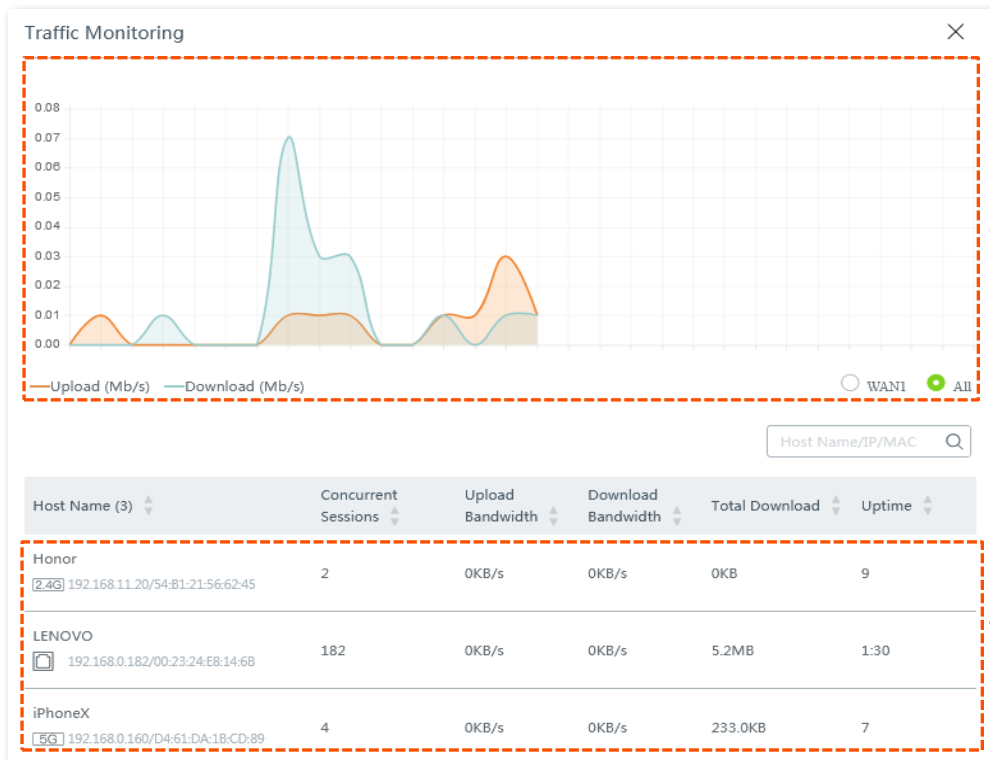 Traffic Monitoring
0.08
0.07
0.06
0.05
0.04
0.03
0.02
0.01
0.00
Upload (Mb/s) Download (Mb/s) WAN1 All
Host Name/IP/MAC
Host Name (3) Concurrent Sessions Upload Bandwidth Download Bandwidth Total Download Uptime
Honor
2.4G 192.168.11.20/54:B1:21:56:62:45
2 0KB/s 0KB/s 0KB 9
LENOVO
192.168.0.182/00:23:24:E8:14:6B
182 0KB/s 0KB/s 5.2MB 1:30
iPhoneX
5G 192.168.0.160/D4:61:DA:1B:CD:89
4 0KB/s 0KB/s 233.0KB 7